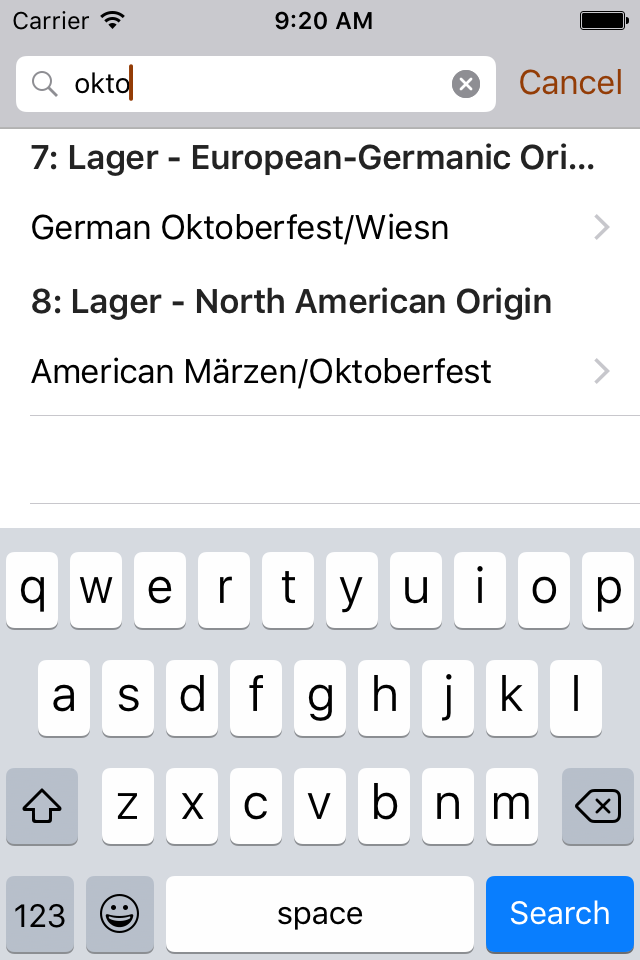 Carrier 9:20 AM
okto Cancel
7: Lager - European-Germanic Ori...
German Oktoberfest/Wiesn
8: Lager - North American Origin
American Märzen/Oktoberfest
q w e r t y u i o p
a s d f g h j k l
z x c v b n m
123 space Search